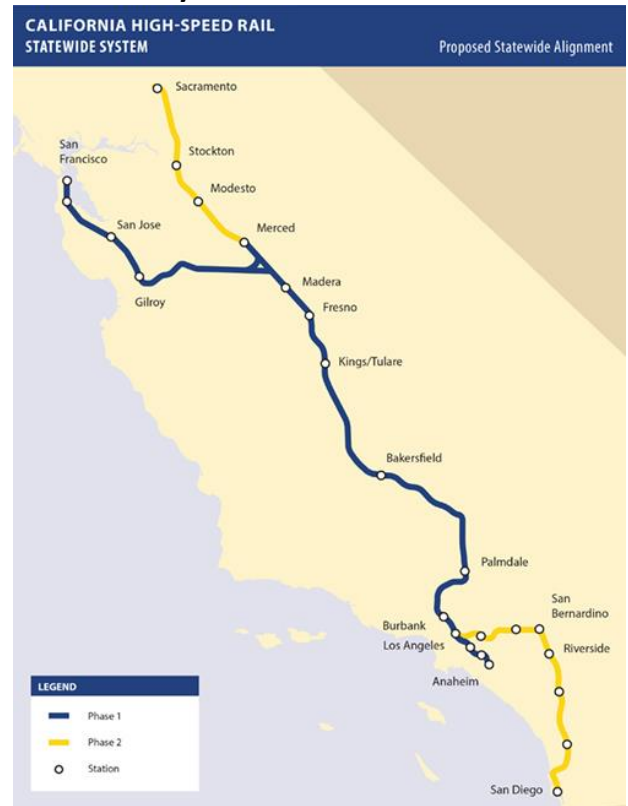 CALIFORNIA HIGH-SPEED RAIL
STATEWIDE SYSTEM
Proposed Statewide Alignment
Sacramento
San
Francisco
Stockton
Modesto
San Jose
Merced
Gilroy
Madera
Fresno
Kings/Tulare
Bakersfield
Palmdale
San
Bernardino
Burbank
Los Angeles
Riverside
Anaheim
LEGEND
Phase 1
Phase 2
Station
San Diego